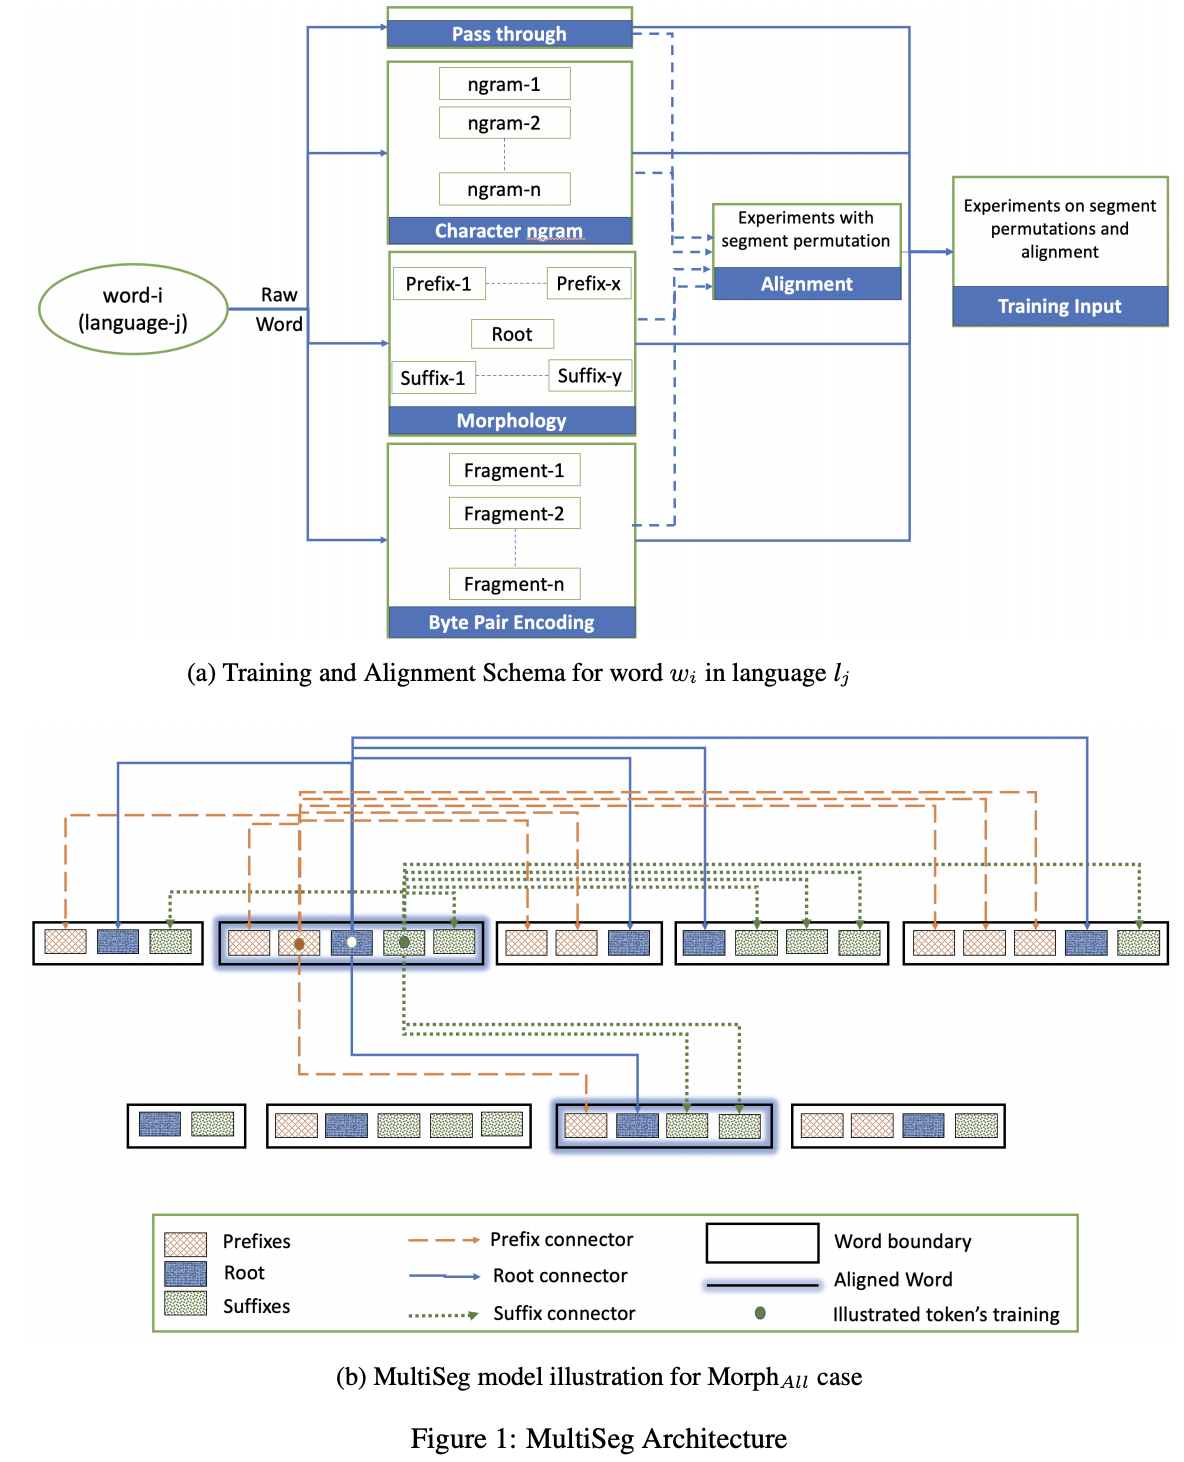 Pass through
ngram-1
ngram-2
ngram-n
Character ngram
word-i
(language-j)
Raw
Word
Prefix-1
Prefix-x
Root
Suffix-1
Suffix-y
Morphology
Fragment-1
Fragment-2
Fragment-n
Byte Pair Encoding
Experiments with
segment permutation
Alignment
Experiments on segment
permutations and
alignment
Training Input
(a) Training and Alignment Schema for word w_i in language l_j
Prefixes
Root
Suffixes
Prefix connector
Root connector
Suffix connector
Word boundary
Aligned Word
Illustrated token's training
(b) MultiSeg model illustration for Morph_All case
Figure 1: MultiSeg Architecture